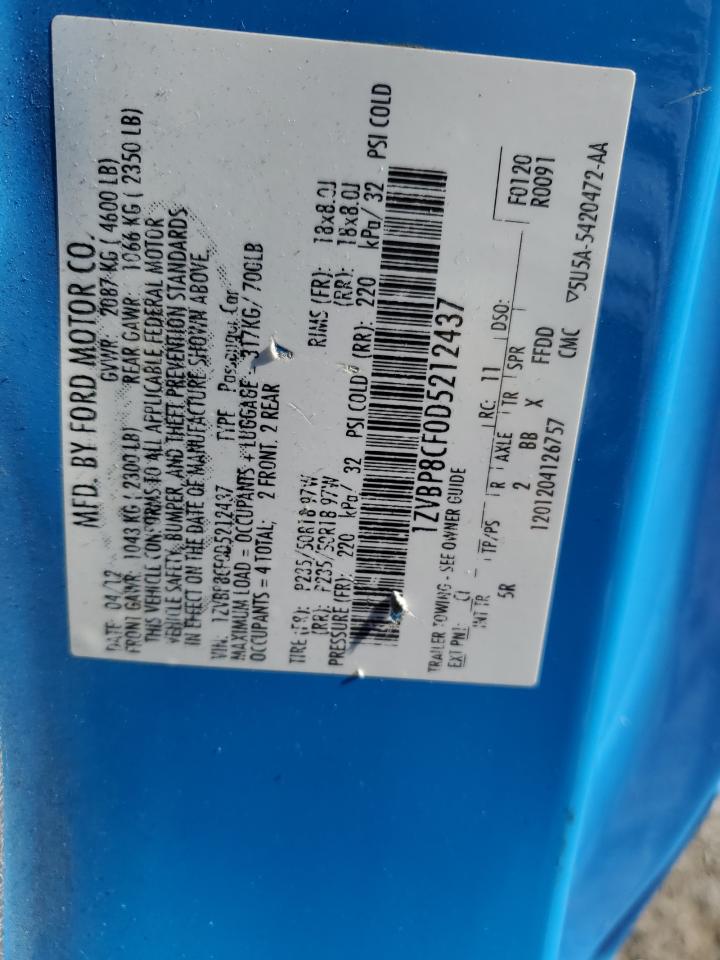 MFD. BY FORD MOTOR CO.
DATE 04/12 GVWR: 2087 KG ( 4600 LB)
FRONT GAWR: 1043 KG ( 2300LB) REAR GAWR: 1066 KG ( 2350 LB)
THIS VEHICLE CONFORMS TO ALL APPLICABLE FEDERAL MOTOR
VEHICLE SAFETY, BUMPER, AND THEFT PREVENTION STANDARDS
IN EFFECT ON THE DATE OF MANUFACTURE SHOWN ABOVE.
VIN: 1ZVBP8CF0D5212437 TYPE Passenger Car
MAXIMUM LOAD = OCCUPANTS + LUGGAGE = 317KG/ 700LB
OCCUPANTS = 4 TOTAL; 2 FRONT, 2 REAR
TIRE (FR): P235/50R18 97W RIMS (FR): 18x8.0J
(RR): P235/50R18 97W (RR): 18x8.0J
PRESSURE (FR): 220 kPa/ 32 PSI COLD (RR): 220 kPa/ 32 PSI COLD
1ZVBP8CF0D5212437
TRAILER TOWING - SEE OWNER GUIDE
EXT PNT: CI RC: 11 DSO: F0120
INT TR TP/PS R AXLE TR SPR R0091
5R 2 BB X FFDD
1201204126757 CMC ▽5U5A-5420472-AA